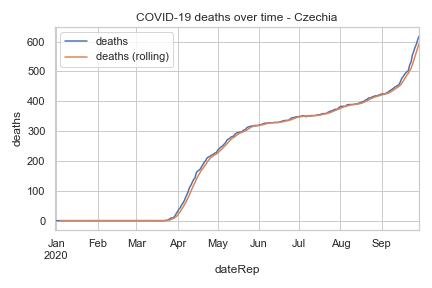 COVID-19 deaths over time - Czechia
deaths
deaths (rolling)
600
500
400
300
200
100
0
deaths
Jan Feb Mar Apr May Jun Jul Aug Sep
2020
dateRep